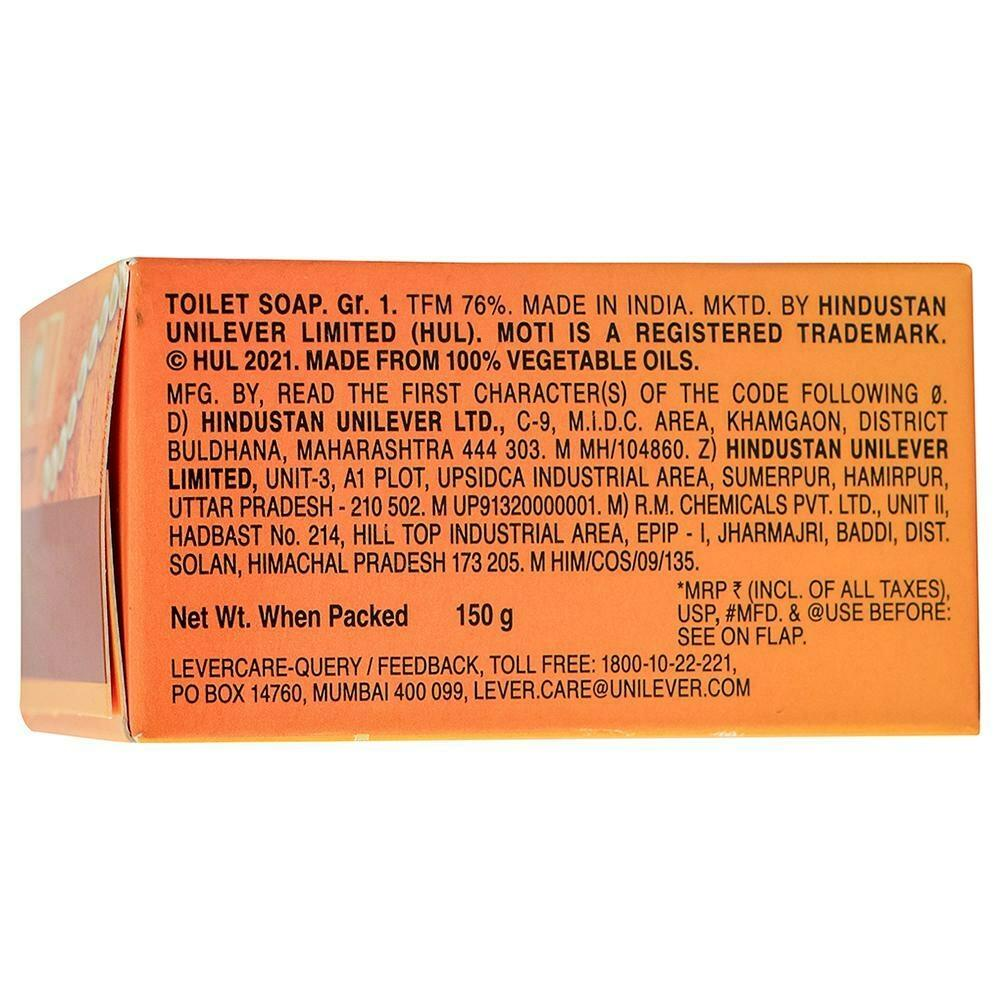 TOILET SOAP. Gr. 1. TFM 76%. MADE IN INDIA. MKTD. BY HINDUSTAN
UNILEVER LIMITED (HUL). MOTI IS A REGISTERED TRADEMARK.
© HUL 2021. MADE FROM 100% VEGETABLE OILS.
MFG. BY, READ THE FIRST CHARACTER(S) OF THE CODE FOLLOWING Ø.
D) HINDUSTAN UNILEVER LTD., C-9, M.I.D.C. AREA, KHAMGAON, DISTRICT
BULDHANA, MAHARASHTRA 444 303. M MH/104860. Z) HINDUSTAN UNILEVER
LIMITED, UNIT-3, A1 PLOT, UPSIDCA INDUSTRIAL AREA, SUMERPUR, HAMIRPUR,
UTTAR PRADESH - 210 502. M UP91320000001. M) R.M. CHEMICALS PVT. LTD., UNIT II,
HADBAST No. 214, HILL TOP INDUSTRIAL AREA, EPIP - I, JHARMAJRI, BADDI, DIST.
SOLAN, HIMACHAL PRADESH 173 205. M HIM/COS/09/135.
Net Wt. When Packed 150 g
*MRP ₹ (INCL. OF ALL TAXES),
USP, #MFD. & @USE BEFORE:
SEE ON FLAP.
LEVERCARE-QUERY / FEEDBACK, TOLL FREE: 1800-10-22-221,
PO BOX 14760, MUMBAI 400 099, LEVER.CARE@UNILEVER.COM